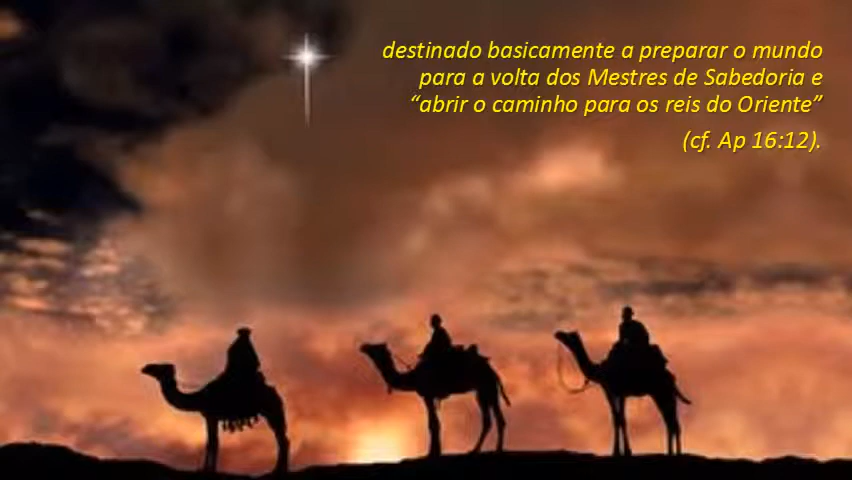 destinado basicamente a preparar o mundo
para a volta dos Mestres de Sabedoria e
“abrir o caminho para os reis do Oriente”
(cf. Ap 16:12).